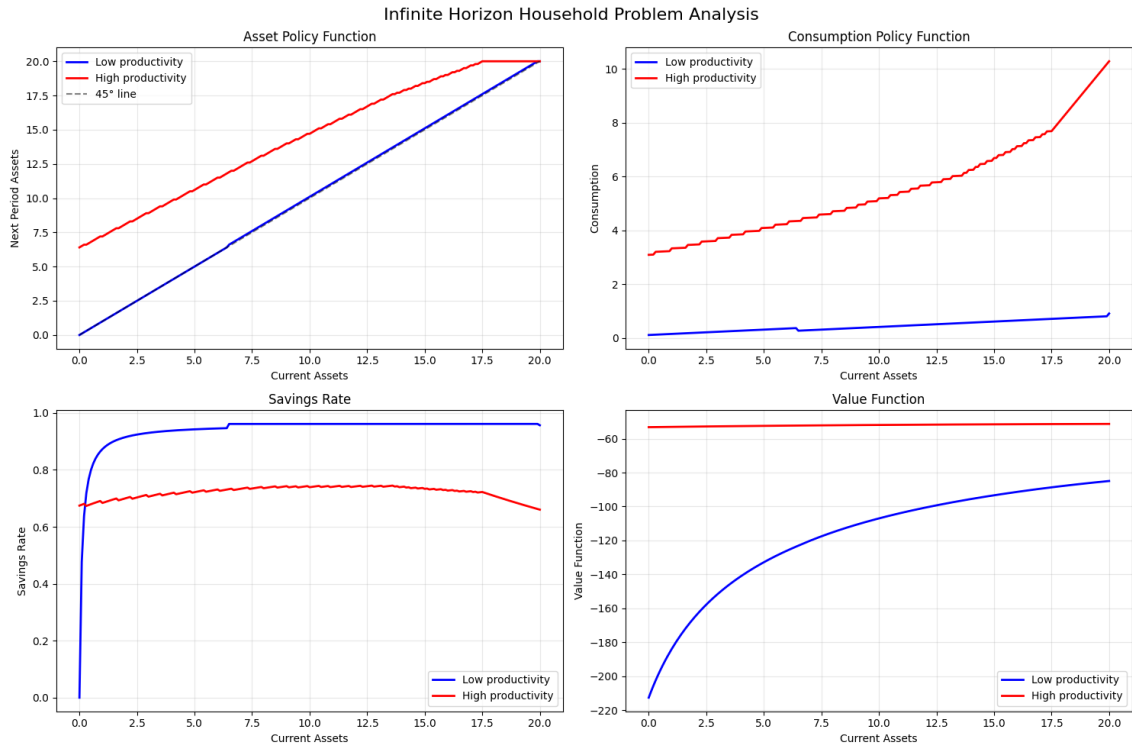 Infinite Horizon Household Problem Analysis
Asset Policy Function
Low productivity
High productivity
45° line
Next Period Assets
20.0
17.5
15.0
12.5
10.0
7.5
5.0
2.5
0.0
0.0 2.5 5.0 7.5 10.0 12.5 15.0 17.5 20.0
Current Assets
Consumption Policy Function
Low productivity
High productivity
Consumption
10
8
6
4
2
0
0.0 2.5 5.0 7.5 10.0 12.5 15.0 17.5 20.0
Current Assets
Savings Rate
Savings Rate
1.0
0.8
0.6
0.4
0.2
0.0
Low productivity
High productivity
0.0 2.5 5.0 7.5 10.0 12.5 15.0 17.5 20.0
Current Assets
Value Function
Value Function
−60
−80
−100
−120
−140
−160
−180
−200
−220
Low productivity
High productivity
0.0 2.5 5.0 7.5 10.0 12.5 15.0 17.5 20.0
Current Assets